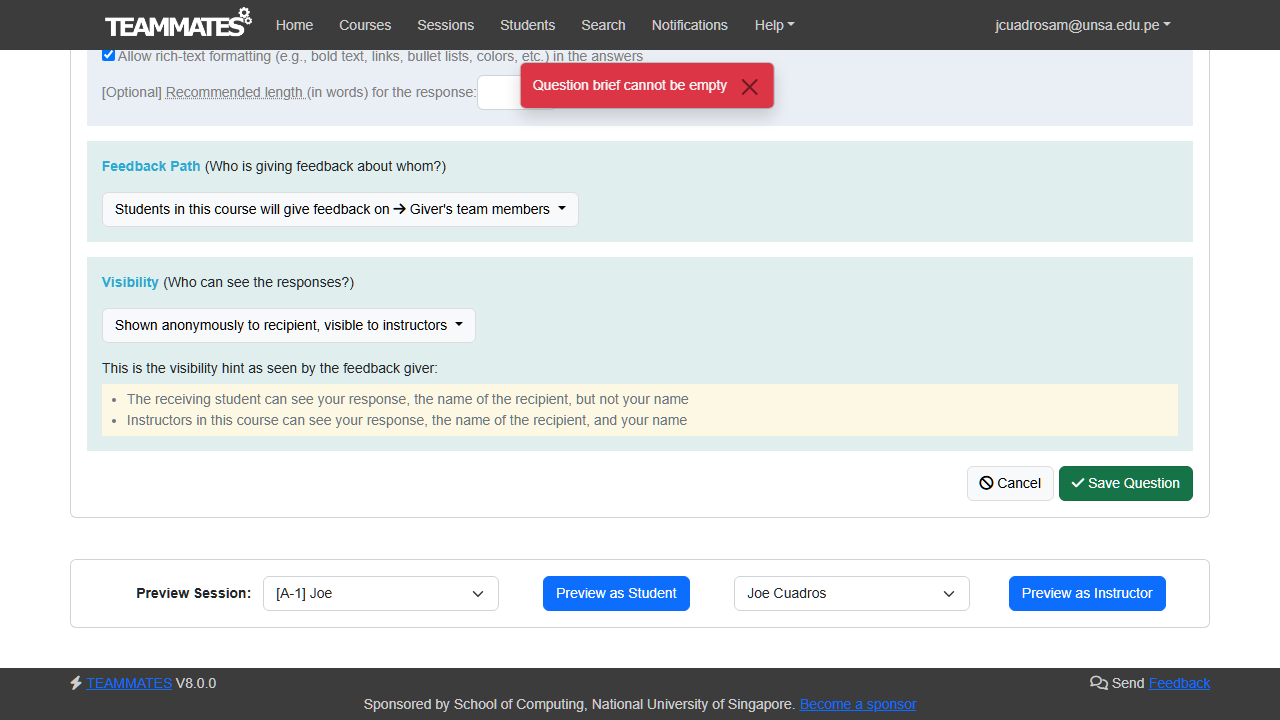 TEAMMATES Home Courses Sessions Students Search Notifications Help jcuadrosam@unsa.edu.pe
Allow rich-text formatting (e.g., bold text, links, bullet lists, colors, etc.) in the answers
Question brief cannot be empty
[Optional] Recommended length (in words) for the response:
Feedback Path (Who is giving feedback about whom?)
Students in this course will give feedback on → Giver's team members
Visibility (Who can see the responses?)
Shown anonymously to recipient, visible to instructors
This is the visibility hint as seen by the feedback giver:
• The receiving student can see your response, the name of the recipient, but not your name
• Instructors in this course can see your response, the name of the recipient, and your name
Cancel Save Question
Preview Session: [A-1] Joe Preview as Student Joe Cuadros Preview as Instructor
TEAMMATES V8.0.0 Send Feedback
Sponsored by School of Computing, National University of Singapore. Become a sponsor